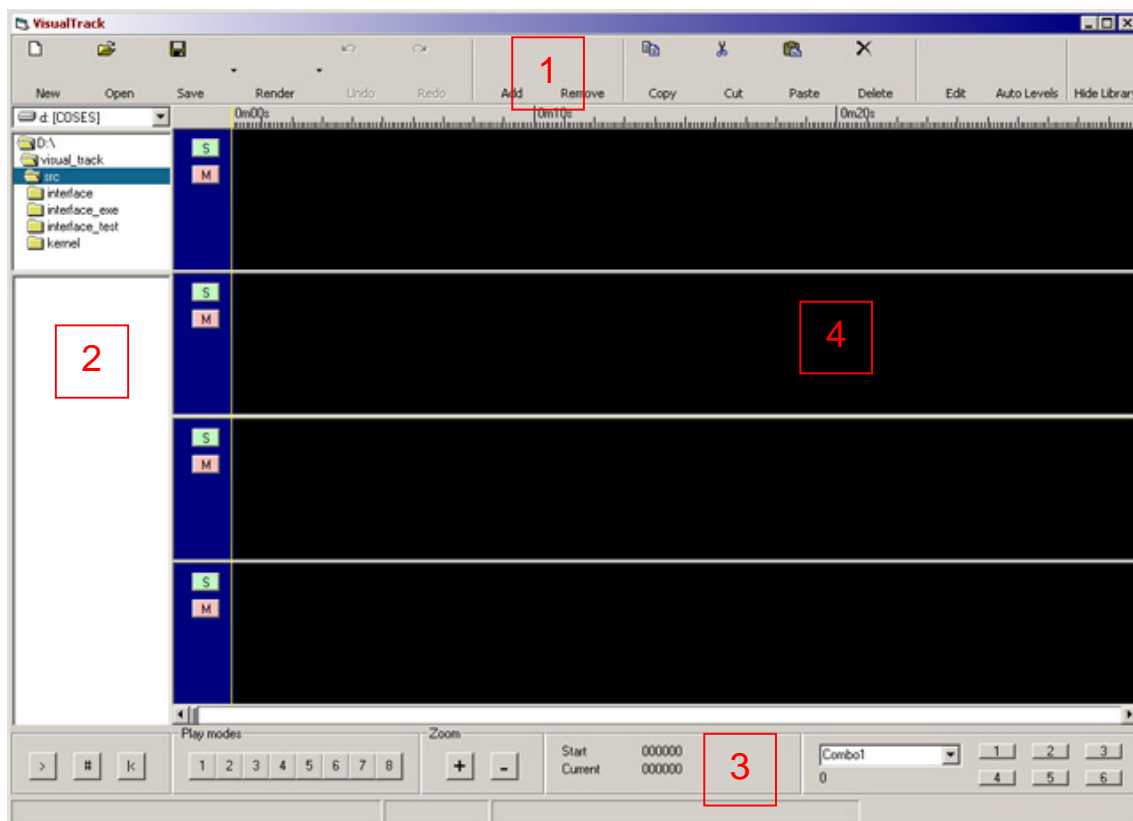 VisualTrack
New Open Save Render Undo Redo Add Remove Copy Cut Paste Delete Edit Auto Levels Hide Library
1
d: [COSES]
0m00s 0m10s 0m20s
D:\
visual_track
src
interface
interface_exe
interface_test
kernel
S
M
S
M
2
4
S
M
S
M
Play modes
Zoom
> # |<
1 2 3 4 5 6 7 8
+ -
Start 000000
Current 000000
3
Combo1
0
1 2 3
4 5 6